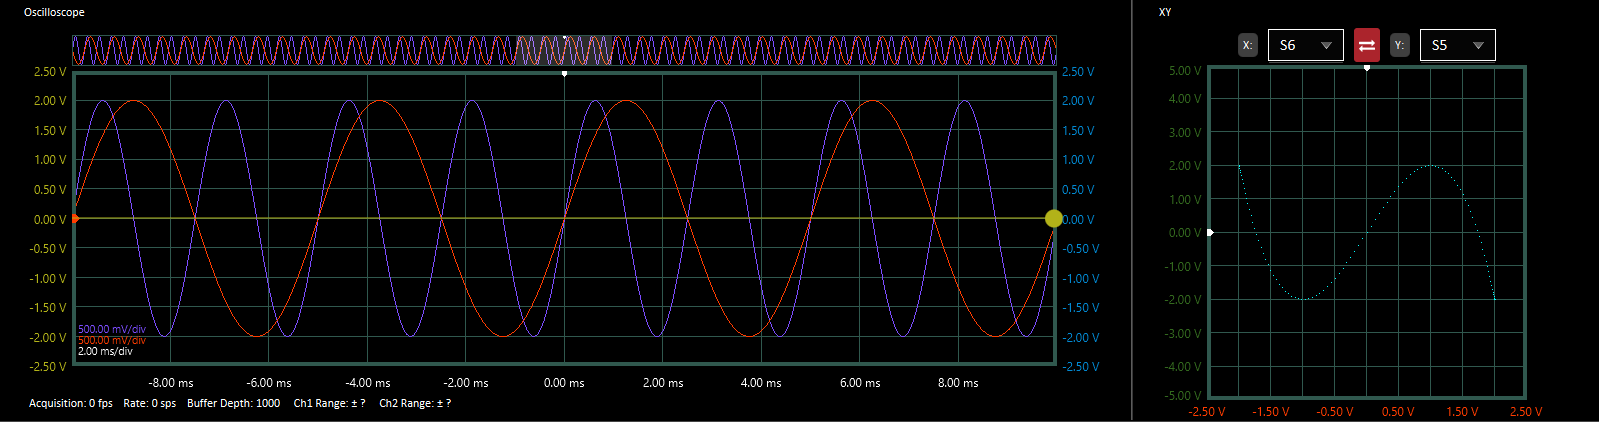 Oscilloscope
2.50 V
2.00 V
1.50 V
1.00 V
0.50 V
0.00 V
-0.50 V
-1.00 V
-1.50 V
-2.00 V
-2.50 V
2.50 V
2.00 V
1.50 V
1.00 V
0.50 V
0.00 V
-0.50 V
-1.00 V
-1.50 V
-2.00 V
-2.50 V
500.00 mV/div
500.00 mV/div
2.00 ms/div
-8.00 ms -6.00 ms -4.00 ms -2.00 ms 0.00 ms 2.00 ms 4.00 ms 6.00 ms 8.00 ms
Acquisition: 0 fps Rate: 0 sps Buffer Depth: 1000 Ch1 Range: ± ? Ch2 Range: ± ?
XY
X: S6 Y: S5
5.00 V
4.00 V
3.00 V
2.00 V
1.00 V
0.00 V
-1.00 V
-2.00 V
-3.00 V
-4.00 V
-5.00 V
-2.50 V -1.50 V -0.50 V 0.50 V 1.50 V 2.50 V